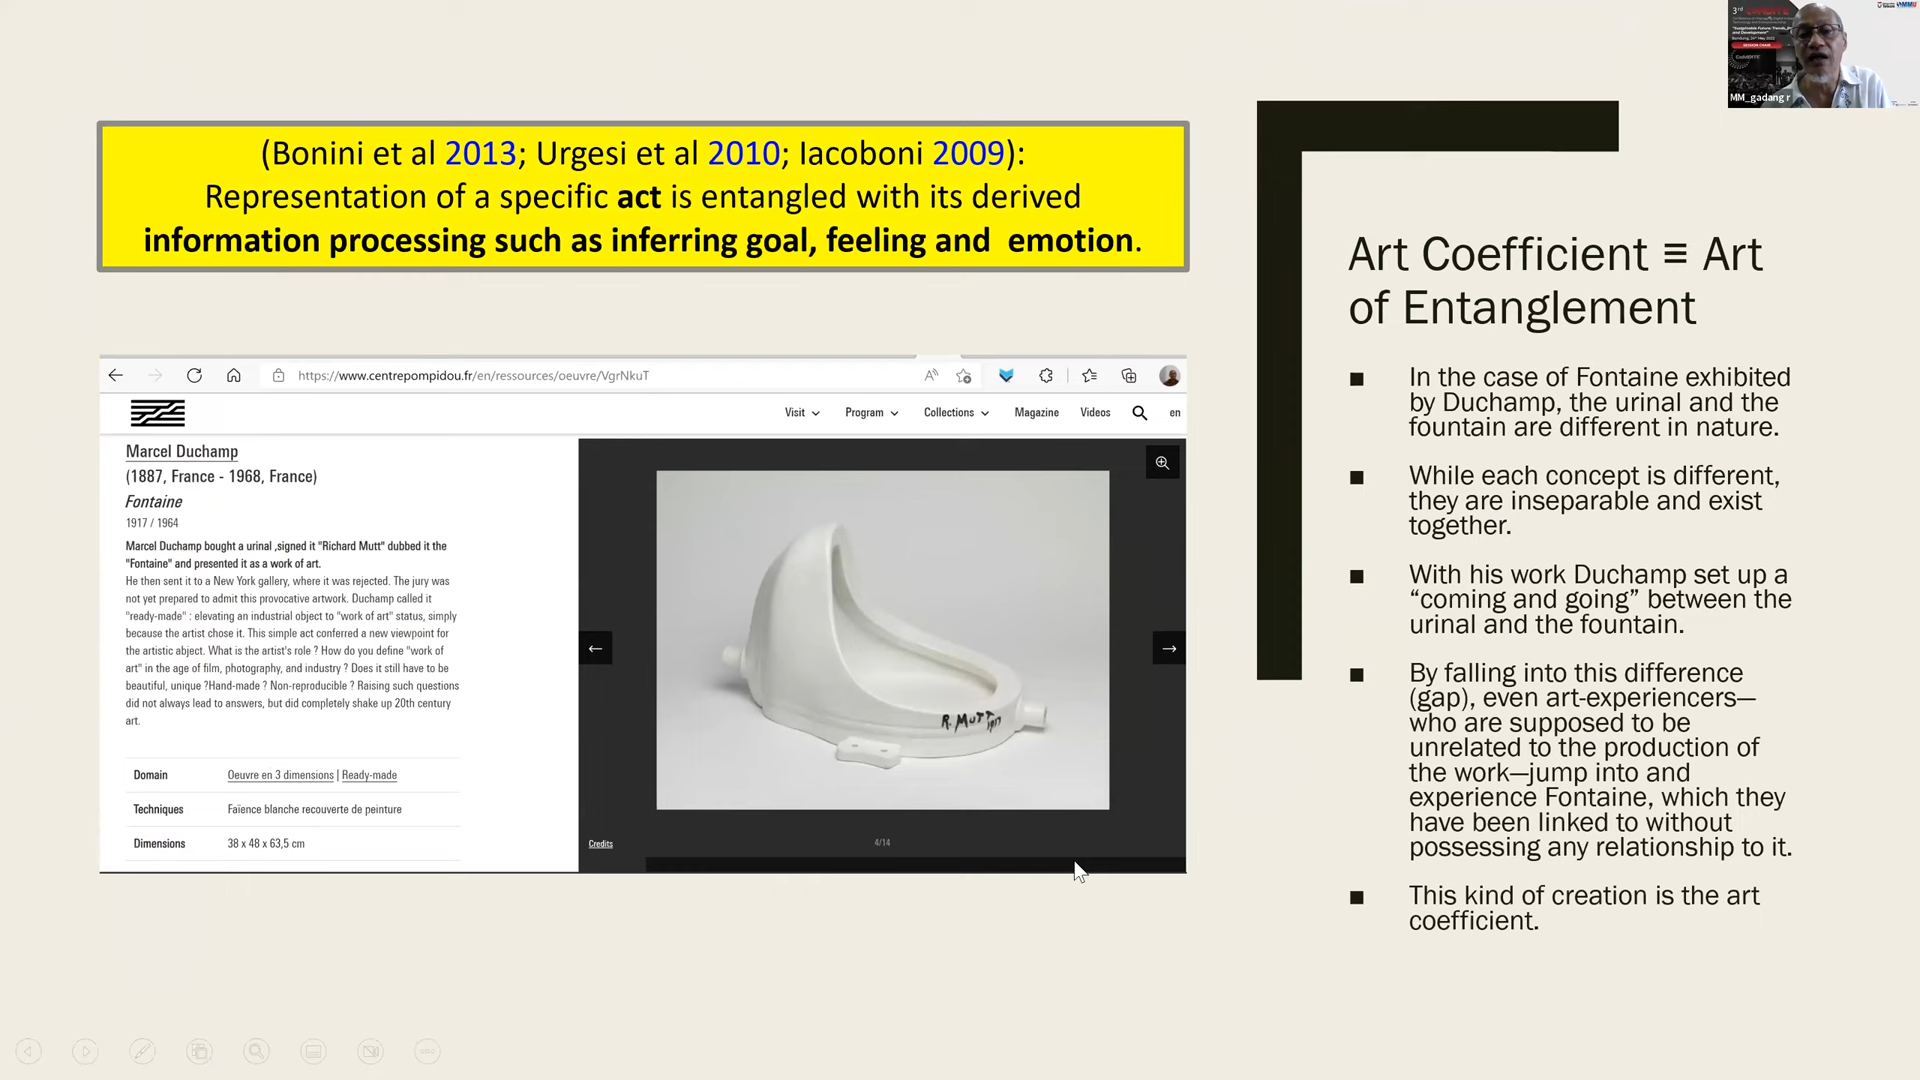 (Bonini et al 2013; Urgesi et al 2010; Iacoboni 2009):
Representation of a specific act is entangled with its derived
information processing such as inferring goal, feeling and  emotion.
https://www.centrepompidou.fr/en/ressources/oeuvre/VgrNkuT
Visit
Program
Collections
Magazine
Videos
en
Marcel Duchamp
(1887, France - 1968, France)
Fontaine
1917 / 1964
Marcel Duchamp bought a urinal ,signed it "Richard Mutt" dubbed it the
"Fontaine" and presented it as a work of art.
He then sent it to a New York gallery, where it was rejected. The jury was
not yet prepared to admit this provocative artwork. Duchamp called it
"ready-made" : elevating an industrial object to "work of art" status, simply
because the artist chose it. This simple act conferred a new viewpoint for
the artistic abject. What is the artist's role ? How do you define "work of
art" in the age of film, photography, and industry ? Does it still have to be
beautiful, unique ?Hand-made ? Non-reproducible ? Raising such questions
did not always lead to answers, but did completely shake up 20th century
art.
Domain Oeuvre en 3 dimensions | Ready-made
Techniques Faïence blanche recouverte de peinture
Dimensions 38 x 48 x 63,5 cm
R. MUTT
1917
Credits
4/14
Art Coefficient ≡ Art
of Entanglement
■ In the case of Fontaine exhibited
by Duchamp, the urinal and the
fountain are different in nature.
■ While each concept is different,
they are inseparable and exist
together.
■ With his work Duchamp set up a
“coming and going” between the
urinal and the fountain.
■ By falling into this difference
(gap), even art-experiencers—
who are supposed to be
unrelated to the production of
the work—jump into and
experience Fontaine, which they
have been linked to without
possessing any relationship to it.
■ This kind of creation is the art
coefficient.
3rd
SESSION CHAIR
MM_gadang r
MMU